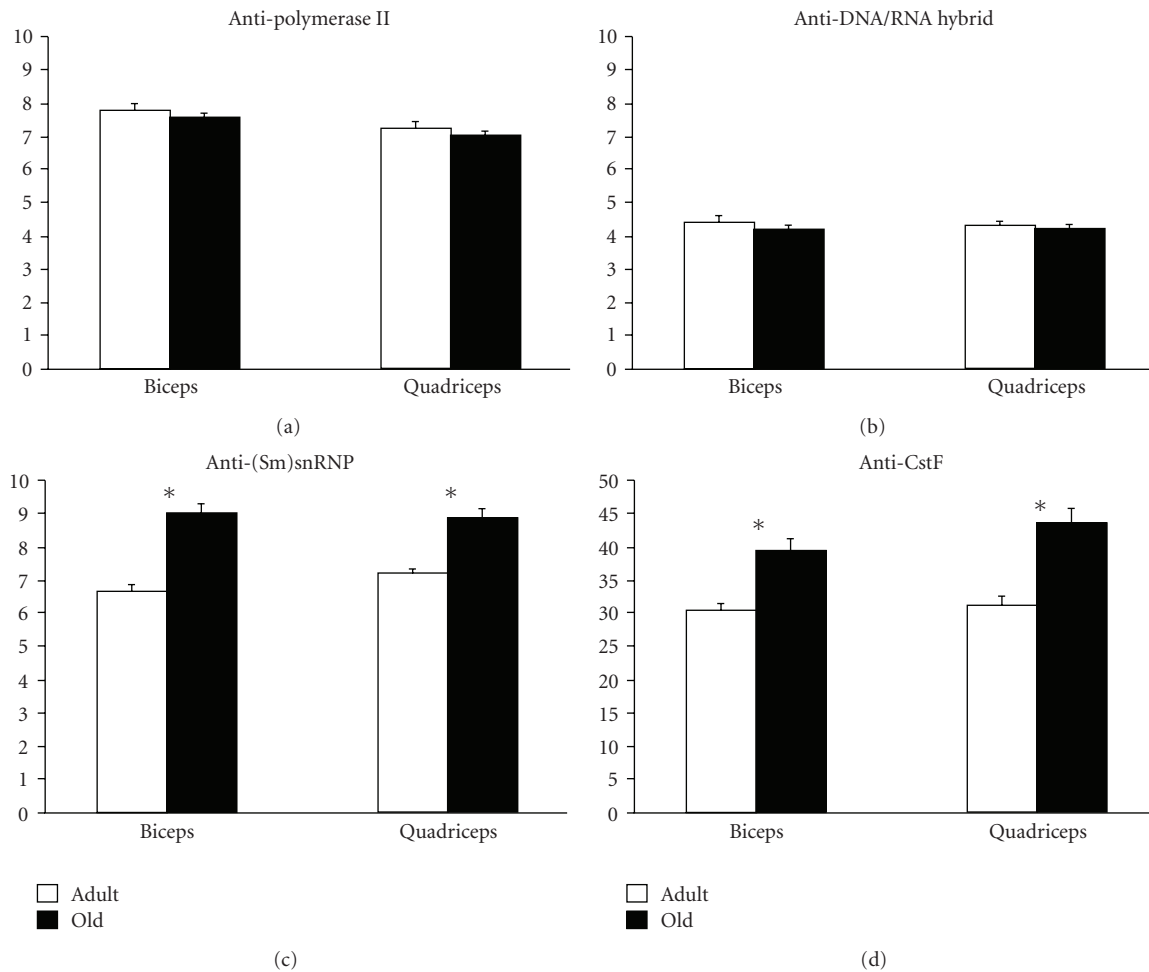 Anti-polymerase II
10
9
8
7
6
5
4
3
2
1
0
Biceps Quadriceps
(a)
Anti-DNA/RNA hybrid
10
9
8
7
6
5
4
3
2
1
0
Biceps Quadriceps
(b)
Anti-(Sm)snRNP
10
9
8
7
6
5
4
3
2
1
0
* *
Biceps Quadriceps
Adult
Old
(c)
Anti-CstF
50
45
40
35
30
25
20
15
10
5
0
* *
Biceps Quadriceps
Adult
Old
(d)